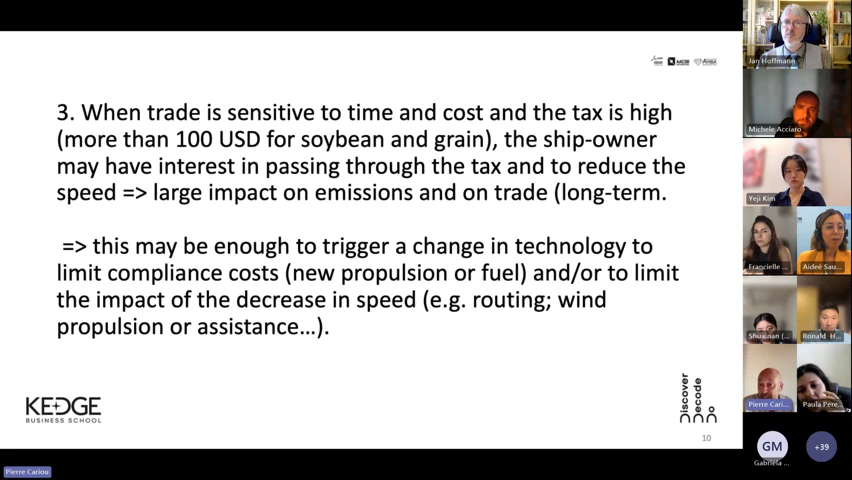 AACSB
AMBA
3. When trade is sensitive to time and cost and the tax is high
(more than 100 USD for soybean and grain), the ship-owner
may have interest in passing through the tax and to reduce the
speed => large impact on emissions and on trade (long-term.
=> this may be enough to trigger a change in technology to
limit compliance costs (new propulsion or fuel) and/or to limit
the impact of the decrease in speed (e.g. routing; wind
propulsion or assistance…).
KEDGE
BUSINESS SCHOOL
Discover
Decode
Do
10
Pierre Cariou
Jan Hoffmann
Michele Acciaro
Yeji Kim
Francielle ...
Aideé Sau...
Shuainan (...
Ronald H...
Pierre Cari...
Paula Pere...
GM
Gabriela ...
+39